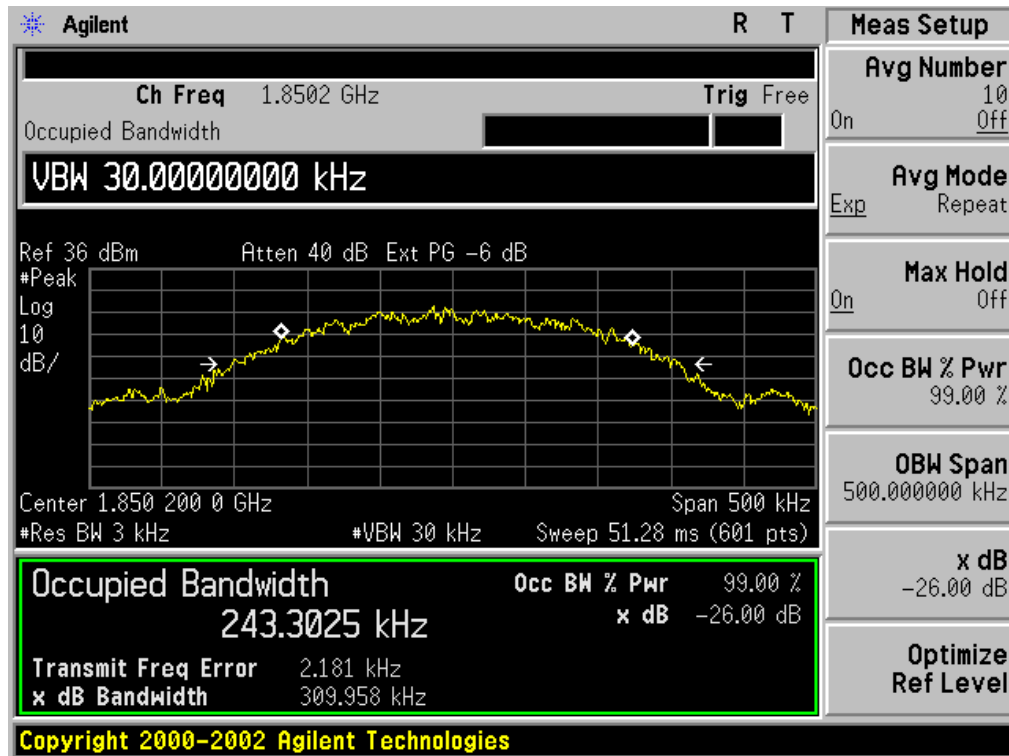 Agilent R T
Ch Freq 1.8502 GHz Trig Free
Occupied Bandwidth
VBW 30.00000000 kHz
Ref 36 dBm Atten 40 dB Ext PG -6 dB
#Peak
Log
10
dB/
Center 1.850 200 0 GHz Span 500 kHz
#Res BW 3 kHz #VBW 30 kHz Sweep 51.28 ms (601 pts)
Occupied Bandwidth Occ BW % Pwr 99.00 %
243.3025 kHz x dB -26.00 dB
Transmit Freq Error 2.181 kHz
x dB Bandwidth 309.958 kHz
Copyright 2000-2002 Agilent Technologies
Meas Setup
Avg Number
10
On Off
Avg Mode
Exp Repeat
Max Hold
On Off
Occ BW % Pwr
99.00 %
OBW Span
500.000000 kHz
x dB
-26.00 dB
Optimize
Ref Level